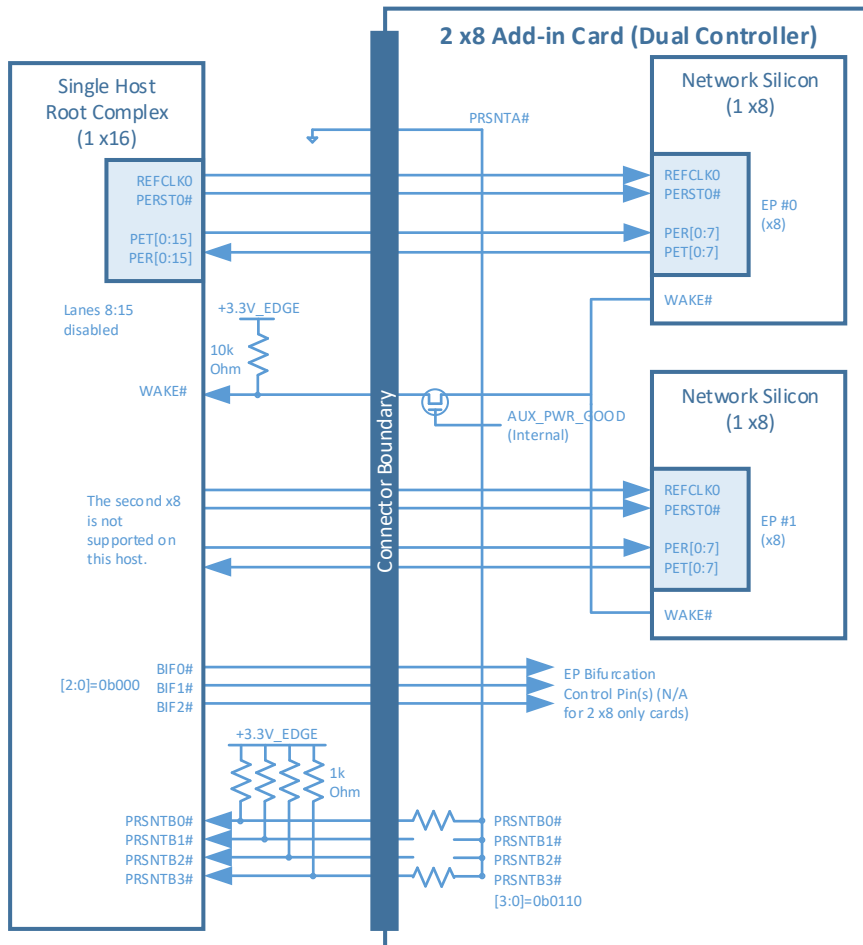 2 x8 Add-in Card (Dual Controller)
Single Host
Root Complex
(1 x16)
REFCLK0
PERST0#
PET[0:15]
PER[0:15]
Lanes 8:15
disabled
+3.3V_EDGE
10k
Ohm
WAKE#
The second x8
is not
supported on
this host.
[2:0]=0b000
BIF0#
BIF1#
BIF2#
+3.3V_EDGE
1k
Ohm
PRSNTB0#
PRSNTB1#
PRSNTB2#
PRSNTB3#
Connector Boundary
PRSNTA#
AUX_PWR_GOOD
(Internal)
Network Silicon
(1 x8)
REFCLK0
PERST0#
PER[0:7]
PET[0:7]
EP #0
(x8)
WAKE#
Network Silicon
(1 x8)
REFCLK0
PERST0#
PER[0:7]
PET[0:7]
EP #1
(x8)
WAKE#
EP Bifurcation
Control Pin(s) (N/A
for 2 x8 only cards)
PRSNTB0#
PRSNTB1#
PRSNTB2#
PRSNTB3#
[3:0]=0b0110